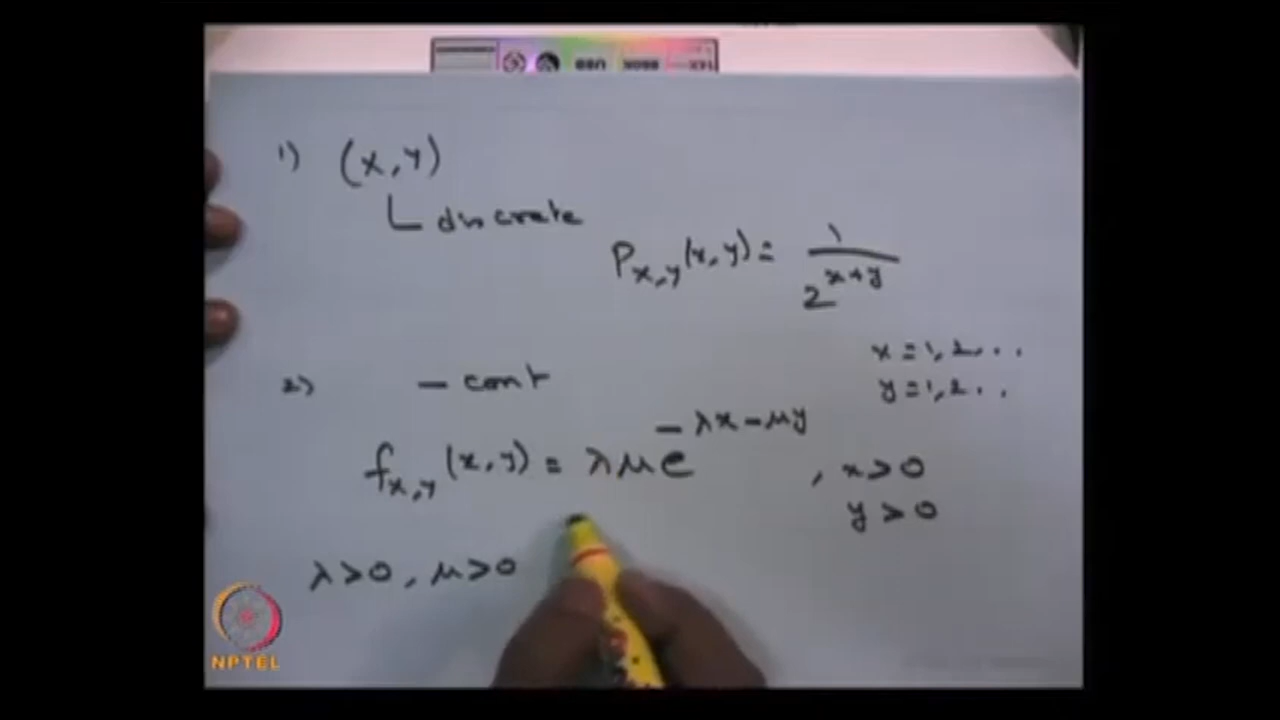 1) (x, y)
discrete
P_{x,y}(x, y) = 1 / 2^{x+y}
x = 1, 2, ...
y = 1, 2 ...
2) — cont
f_{x,y}(x, y) = λμe^{-λx-μy} , x > 0
y > 0
λ > 0, μ > 0
NPTEL